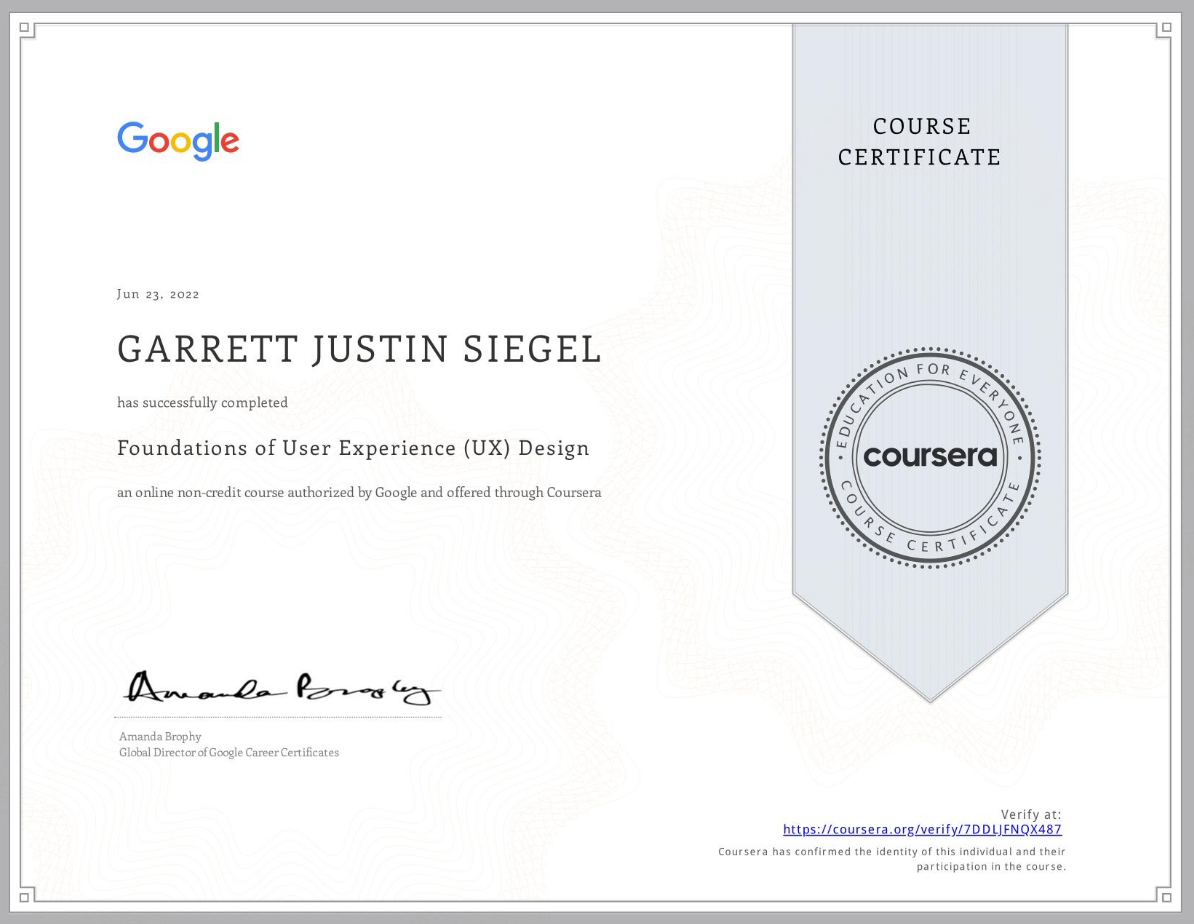 Google
COURSE
CERTIFICATE
Jun 23, 2022
GARRETT JUSTIN SIEGEL
has successfully completed
Foundations of User Experience (UX) Design
an online non-credit course authorized by Google and offered through Coursera
EDUCATION FOR EVERYONE
coursera
COURSE CERTIFICATE
Amanda Brophy
Amanda Brophy
Global Director of Google Career Certificates
Verify at:
https://coursera.org/verify/7DDLJFNQX487
Coursera has confirmed the identity of this individual and their
participation in the course.